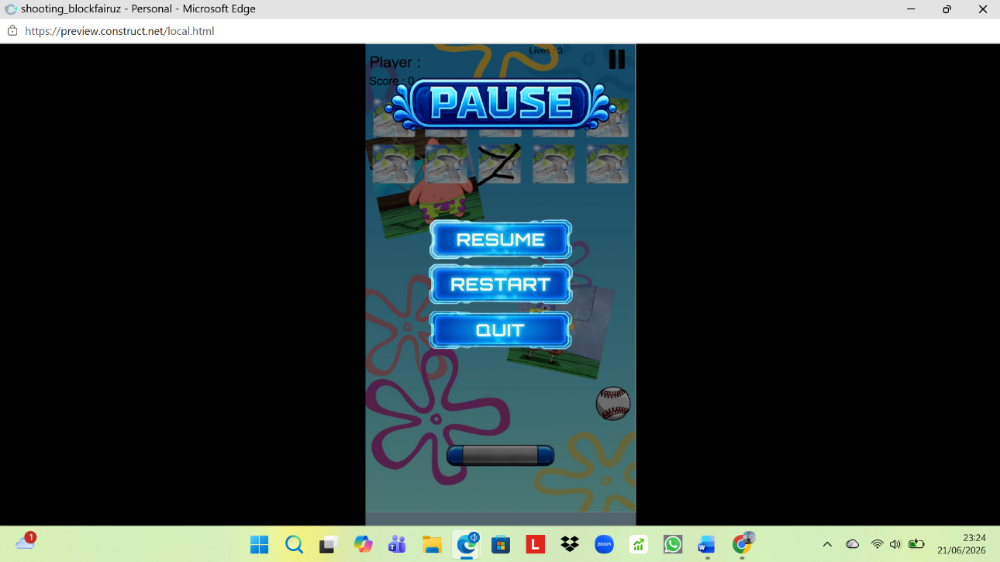 shooting_blockfairuz - Personal - Microsoft Edge
https://preview.construct.net/local.html
Lives : 3
Player :
Score : 0
PAUSE
Z
RESUME
RESTART
QUIT
1
T
L
zoom
W
23:24
21/06/2026